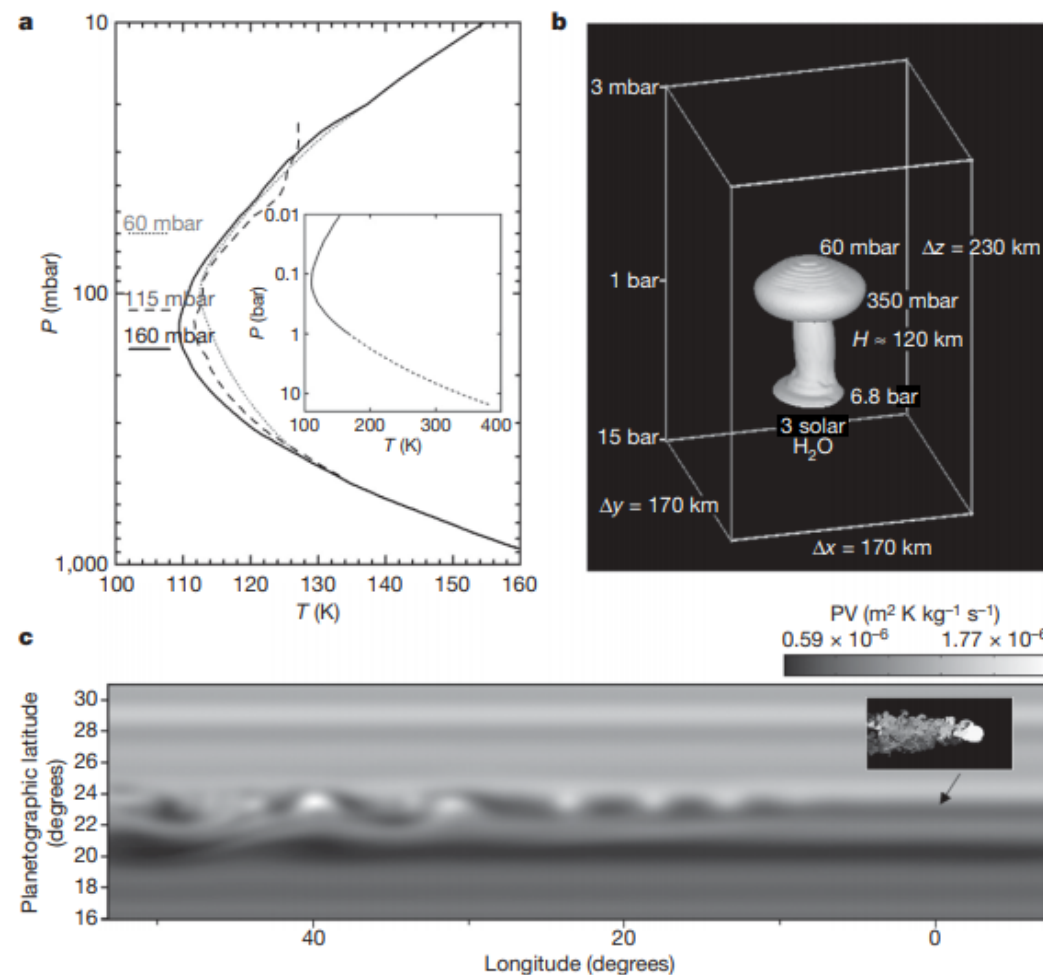 a
10
100
1,000
P (mbar)
60 mbar
115 mbar
160 mbar
100 110 120 130 140 150 160
T (K)
0.01
0.1
1
10
P (bar)
100 200 300 400
T (K)
b
3 mbar
1 bar
15 bar
60 mbar
Δz = 230 km
350 mbar
H ≈ 120 km
6.8 bar
3 solar
H₂O
Δy = 170 km
Δx = 170 km
c
PV (m² K kg⁻¹ s⁻¹)
0.59 × 10⁻⁶ 1.77 × 10⁻⁶
30
28
26
24
22
20
18
16
Planetographic latitude
(degrees)
40 20 0
Longitude (degrees)